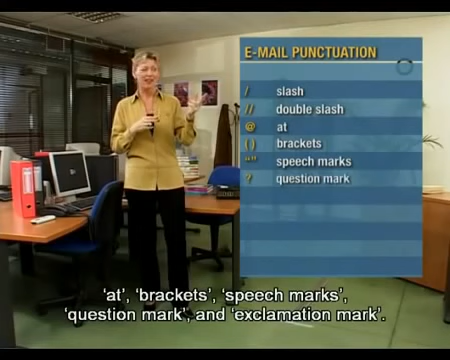 E-MAIL PUNCTUATION
/ slash
// double slash
@ at
( ) brackets
“” speech marks
? question mark
‘at’, ‘brackets’, ‘speech marks’,
‘question mark’, and ‘exclamation mark’.